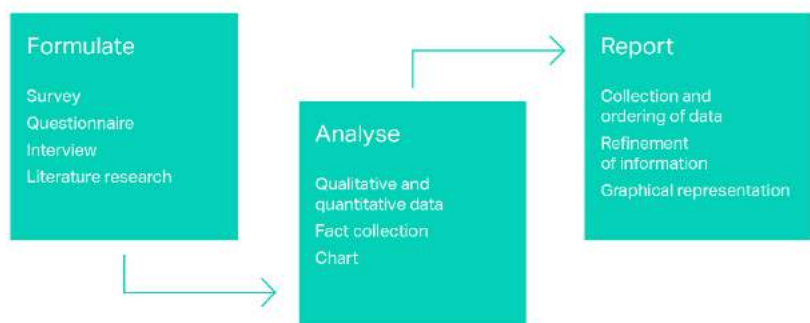 Formulate
Survey
Questionnaire
Interview
Literature research
Analyse
Qualitative and
quantitative data
Fact collection
Chart
Report
Collection and
ordering of data
Refinement
of information
Graphical representation